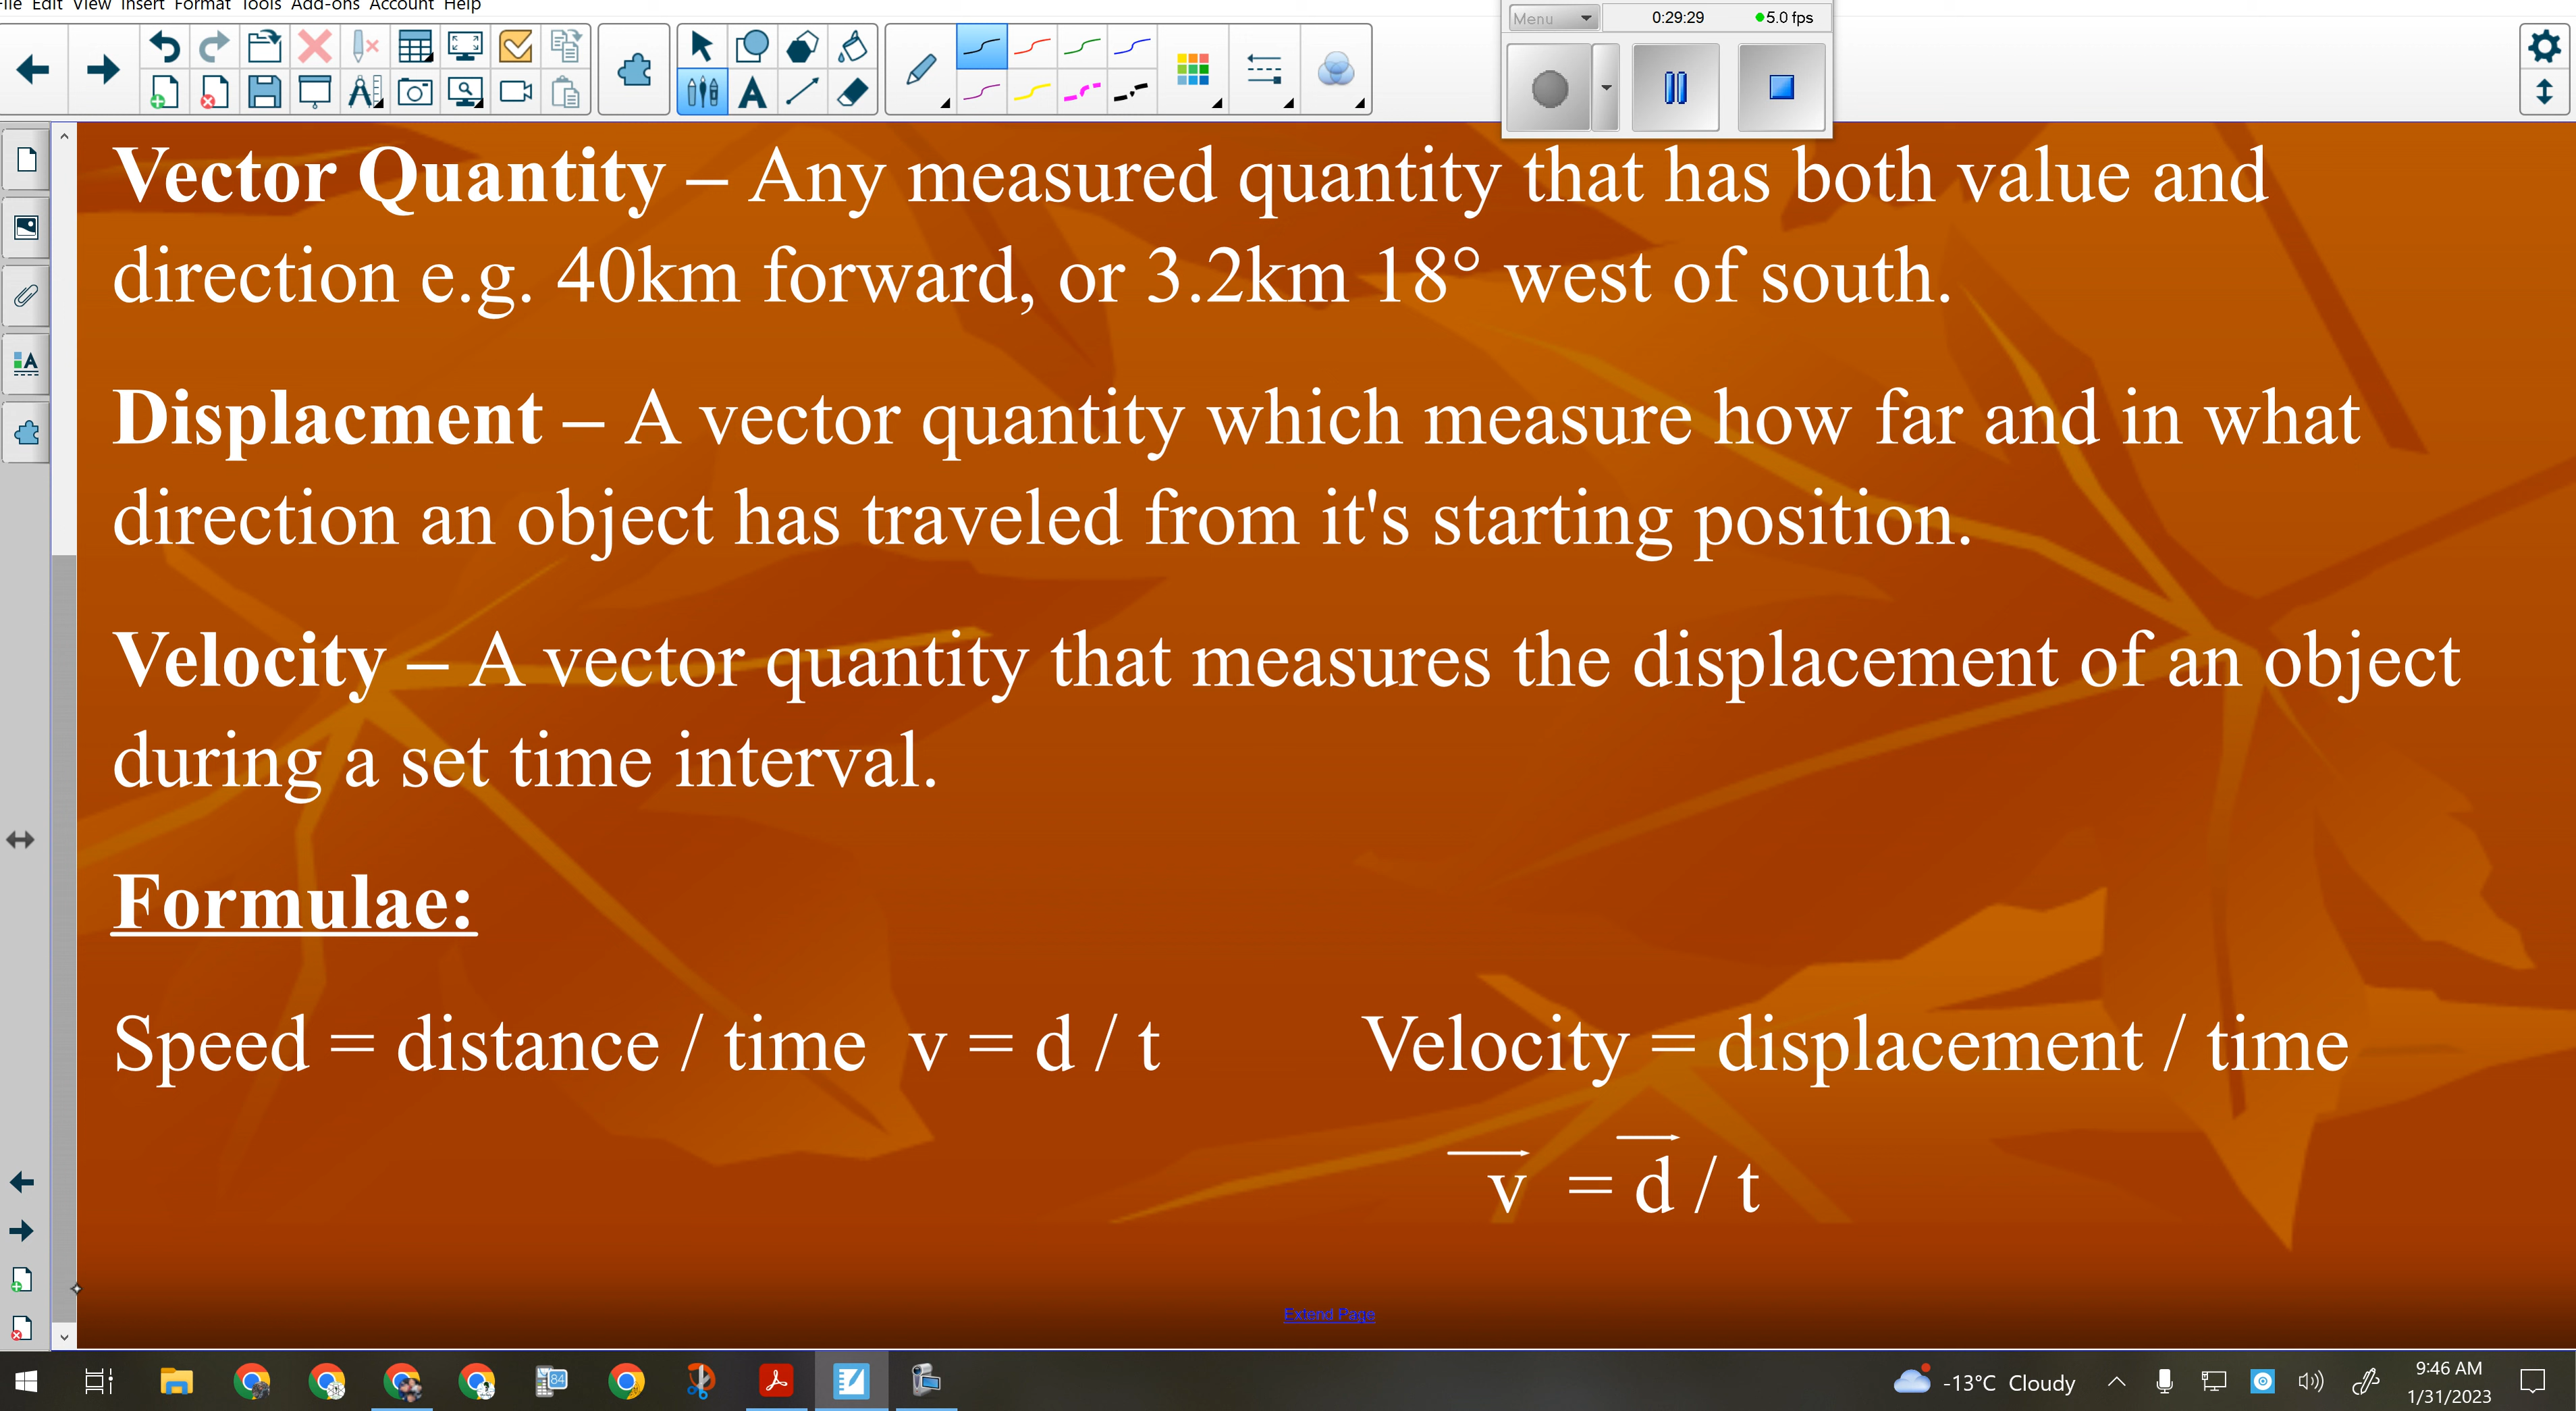 File Edit View Insert Format Tools Add-ons Account Help
Menu 0:29:29 5.0 fps
Vector Quantity – Any measured quantity that has both value and
direction e.g. 40km forward, or 3.2km 18° west of south.
Displacment – A vector quantity which measure how far and in what
direction an object has traveled from it's starting position.
Velocity – A vector quantity that measures the displacement of an object
during a set time interval.
Formulae:
Speed = distance / time v = d / t Velocity = displacement / time
v = d / t
Extend Page
84
-13°C Cloudy
9:46 AM
1/31/2023